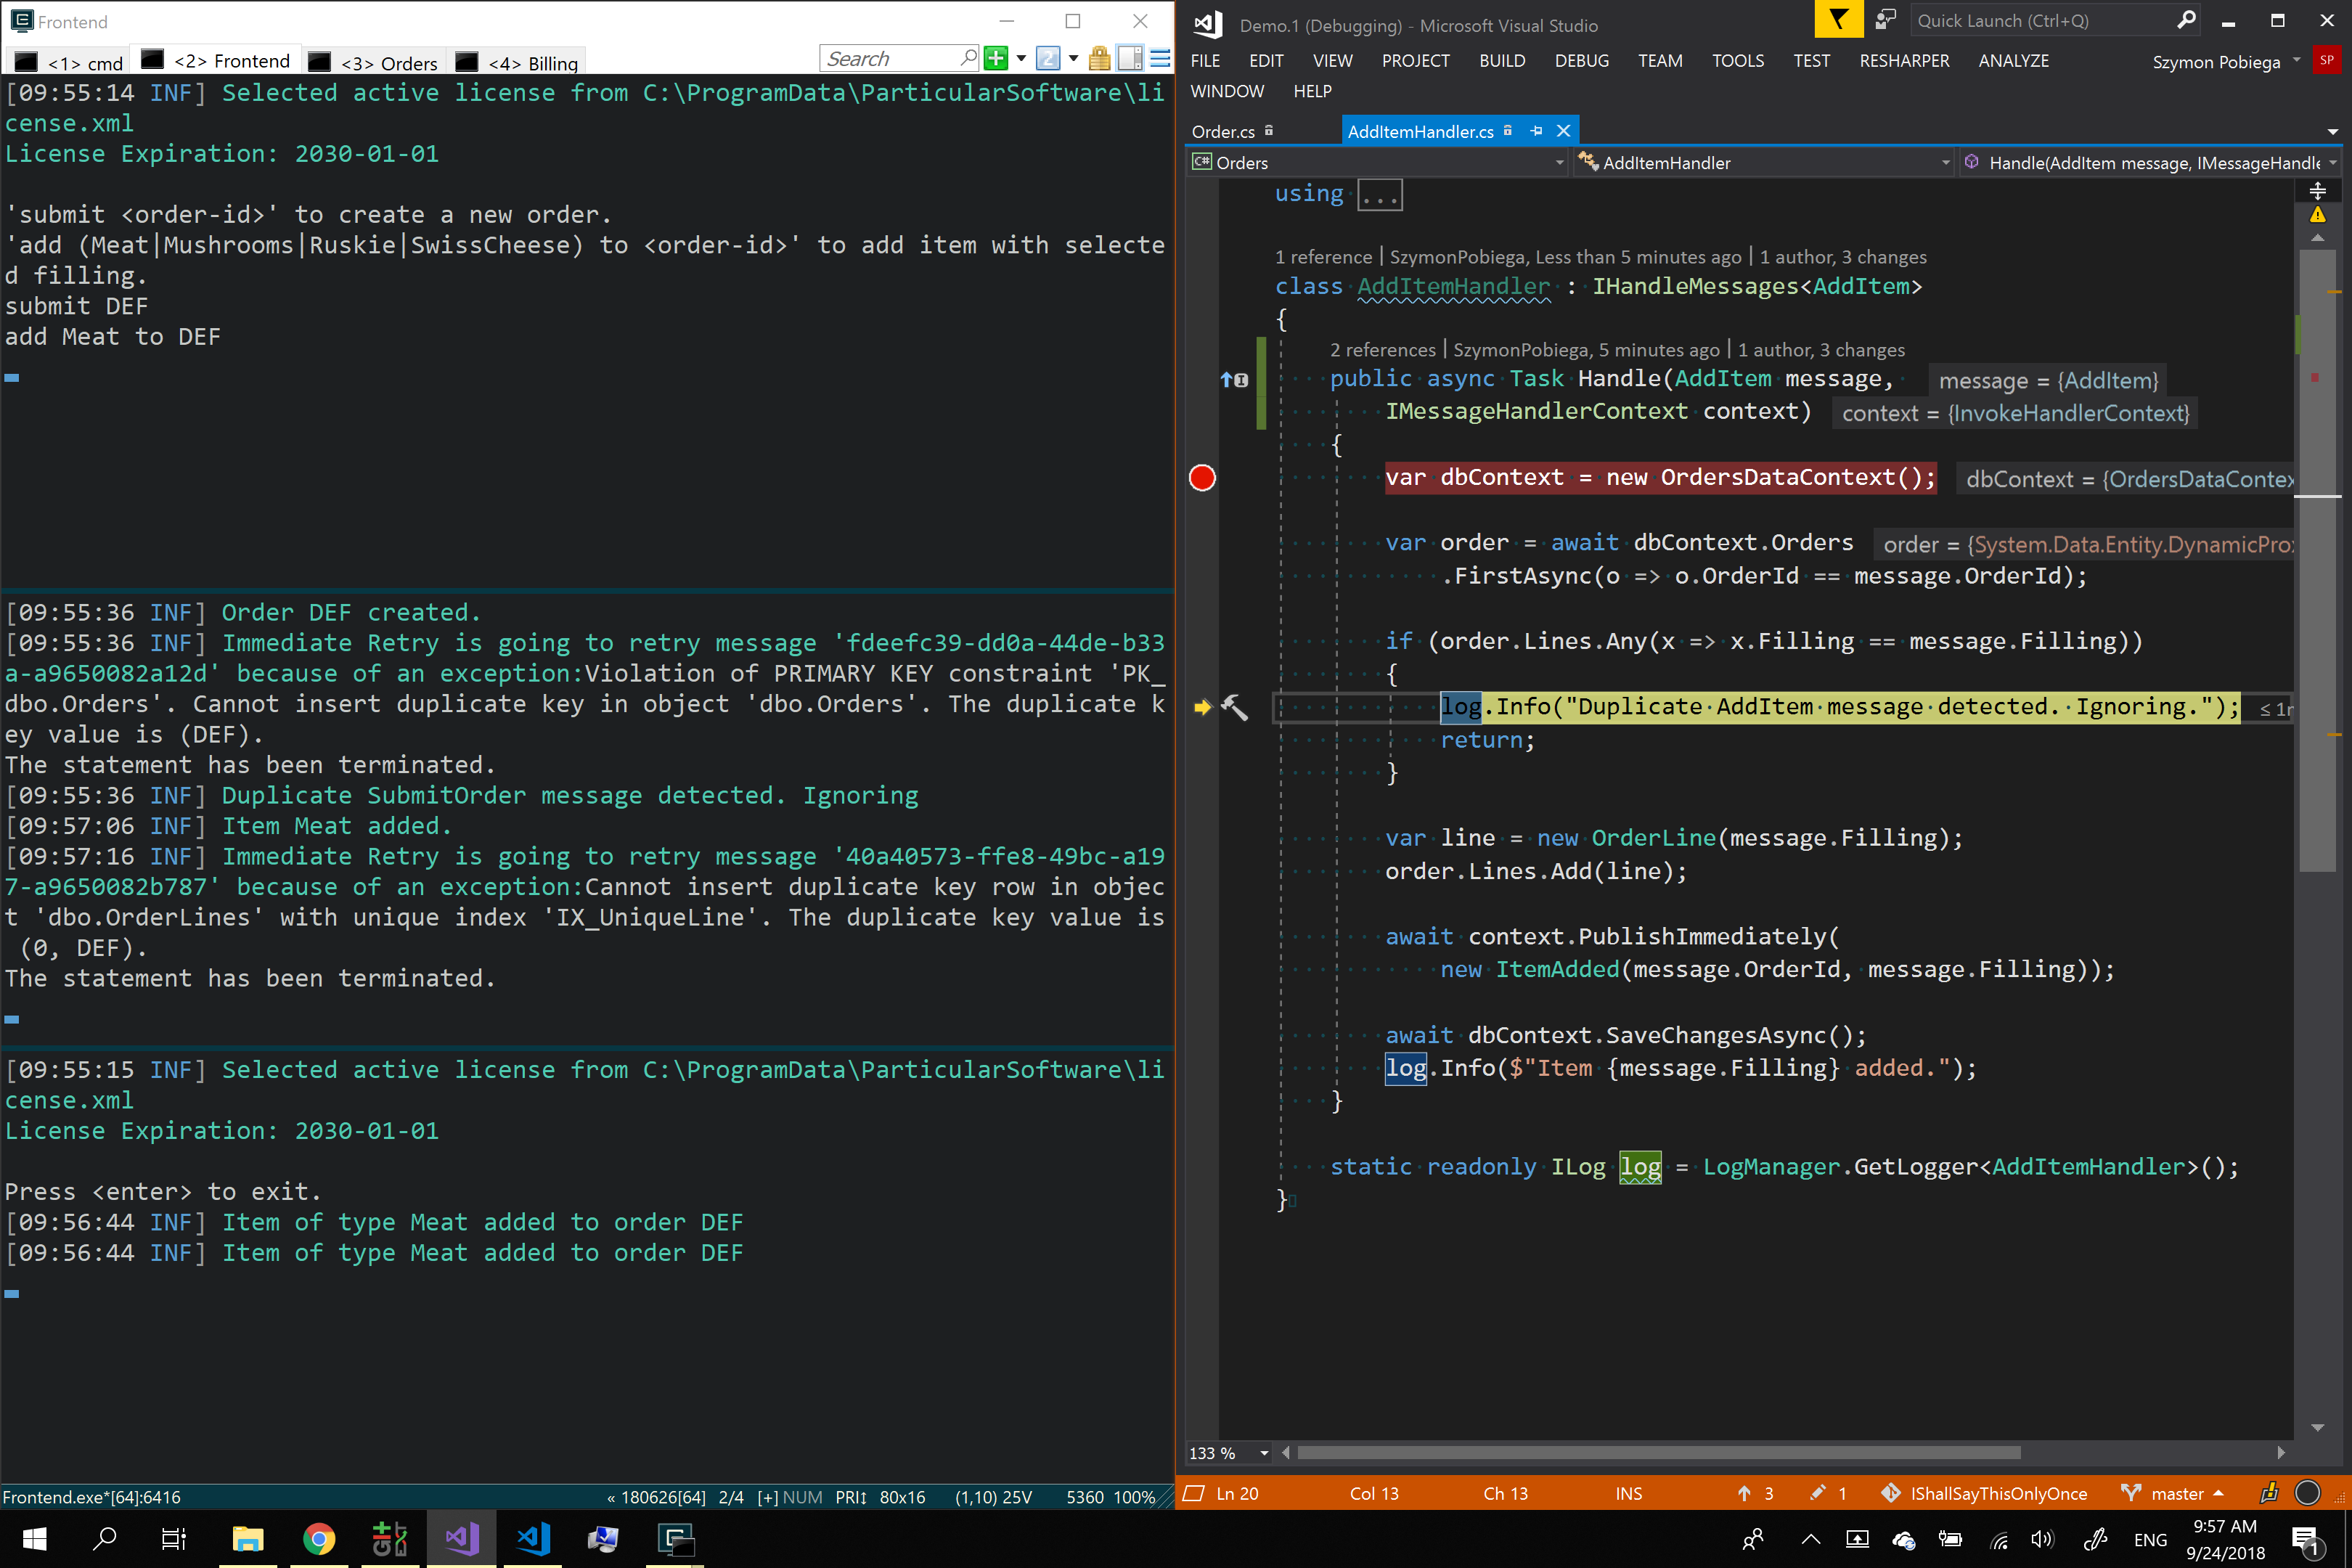 Frontend
<1> cmd
<2> Frontend
<3> Orders
<4> Billing
Search
[09:55:14 INF] Selected active license from C:\ProgramData\ParticularSoftware\li
cense.xml
License Expiration: 2030-01-01
'submit <order-id>' to create a new order.
'add (Meat|Mushrooms|Ruskie|SwissCheese) to <order-id>' to add item with selecte
d filling.
submit DEF
add Meat to DEF
[09:55:36 INF] Order DEF created.
[09:55:36 INF] Immediate Retry is going to retry message 'fdeefc39-dd0a-44de-b33
a-a9650082a12d' because of an exception:Violation of PRIMARY KEY constraint 'PK_
dbo.Orders'. Cannot insert duplicate key in object 'dbo.Orders'. The duplicate k
ey value is (DEF).
The statement has been terminated.
[09:55:36 INF] Duplicate SubmitOrder message detected. Ignoring
[09:57:06 INF] Item Meat added.
[09:57:16 INF] Immediate Retry is going to retry message '40a40573-ffe8-49bc-a19
7-a9650082b787' because of an exception:Cannot insert duplicate key row in objec
t 'dbo.OrderLines' with unique index 'IX_UniqueLine'. The duplicate key value is
(0, DEF).
The statement has been terminated.
[09:55:15 INF] Selected active license from C:\ProgramData\ParticularSoftware\li
cense.xml
License Expiration: 2030-01-01
Press <enter> to exit.
[09:56:44 INF] Item of type Meat added to order DEF
[09:56:44 INF] Item of type Meat added to order DEF
Frontend.exe*[64]:6416
« 180626[64] 2/4 [+] NUM PRI↕ 80x16 (1,10) 25V 5360 100%
Demo.1 (Debugging) - Microsoft Visual Studio
Quick Launch (Ctrl+Q)
FILE EDIT VIEW PROJECT BUILD DEBUG TEAM TOOLS TEST RESHARPER ANALYZE
Szymon Pobiega SP
WINDOW HELP
Order.cs AddItemHandler.cs
C# Orders AddItemHandler Handle(AddItem message, IMessageHandle
using ...
1 reference | SzymonPobiega, Less than 5 minutes ago | 1 author, 3 changes
class AddItemHandler : IHandleMessages<AddItem>
{
2 references | SzymonPobiega, 5 minutes ago | 1 author, 3 changes
public async Task Handle(AddItem message, message = {AddItem}
IMessageHandlerContext context) context = {InvokeHandlerContext}
{
var dbContext = new OrdersDataContext(); dbContext = {OrdersDataContex
var order = await dbContext.Orders order = {System.Data.Entity.DynamicPro
.FirstAsync(o => o.OrderId == message.OrderId);
if (order.Lines.Any(x => x.Filling == message.Filling))
{
log.Info("Duplicate AddItem message detected. Ignoring."); ≤ 1
return;
}
var line = new OrderLine(message.Filling);
order.Lines.Add(line);
await context.PublishImmediately(
new ItemAdded(message.OrderId, message.Filling));
await dbContext.SaveChangesAsync();
log.Info($"Item {message.Filling} added.");
}
static readonly ILog log = LogManager.GetLogger<AddItemHandler>();
}
133 %
Ln 20 Col 13 Ch 13 INS 3 1 IShallSayThisOnlyOnce master
ENG
9:57 AM
9/24/2018
1